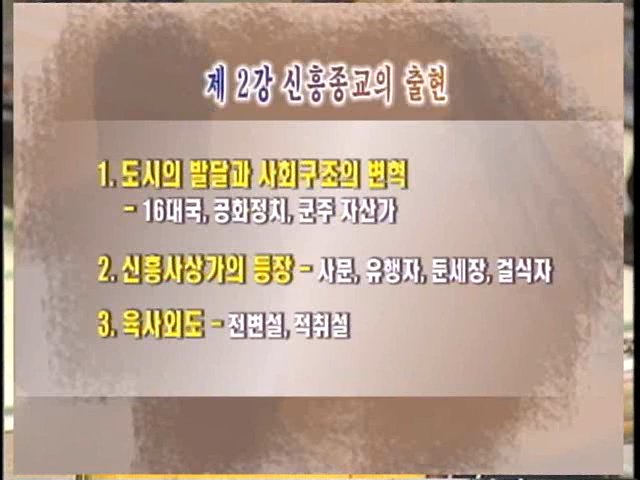 제 2강 신흥종교의 출현
1. 도시의 발달과 사회구조의 변혁
- 16대국, 공화정치, 군주 자산가
2. 신흥사상가의 등장 - 사문, 유행자, 둔세장, 걸식자
3. 육사외도 - 전변설, 적취설